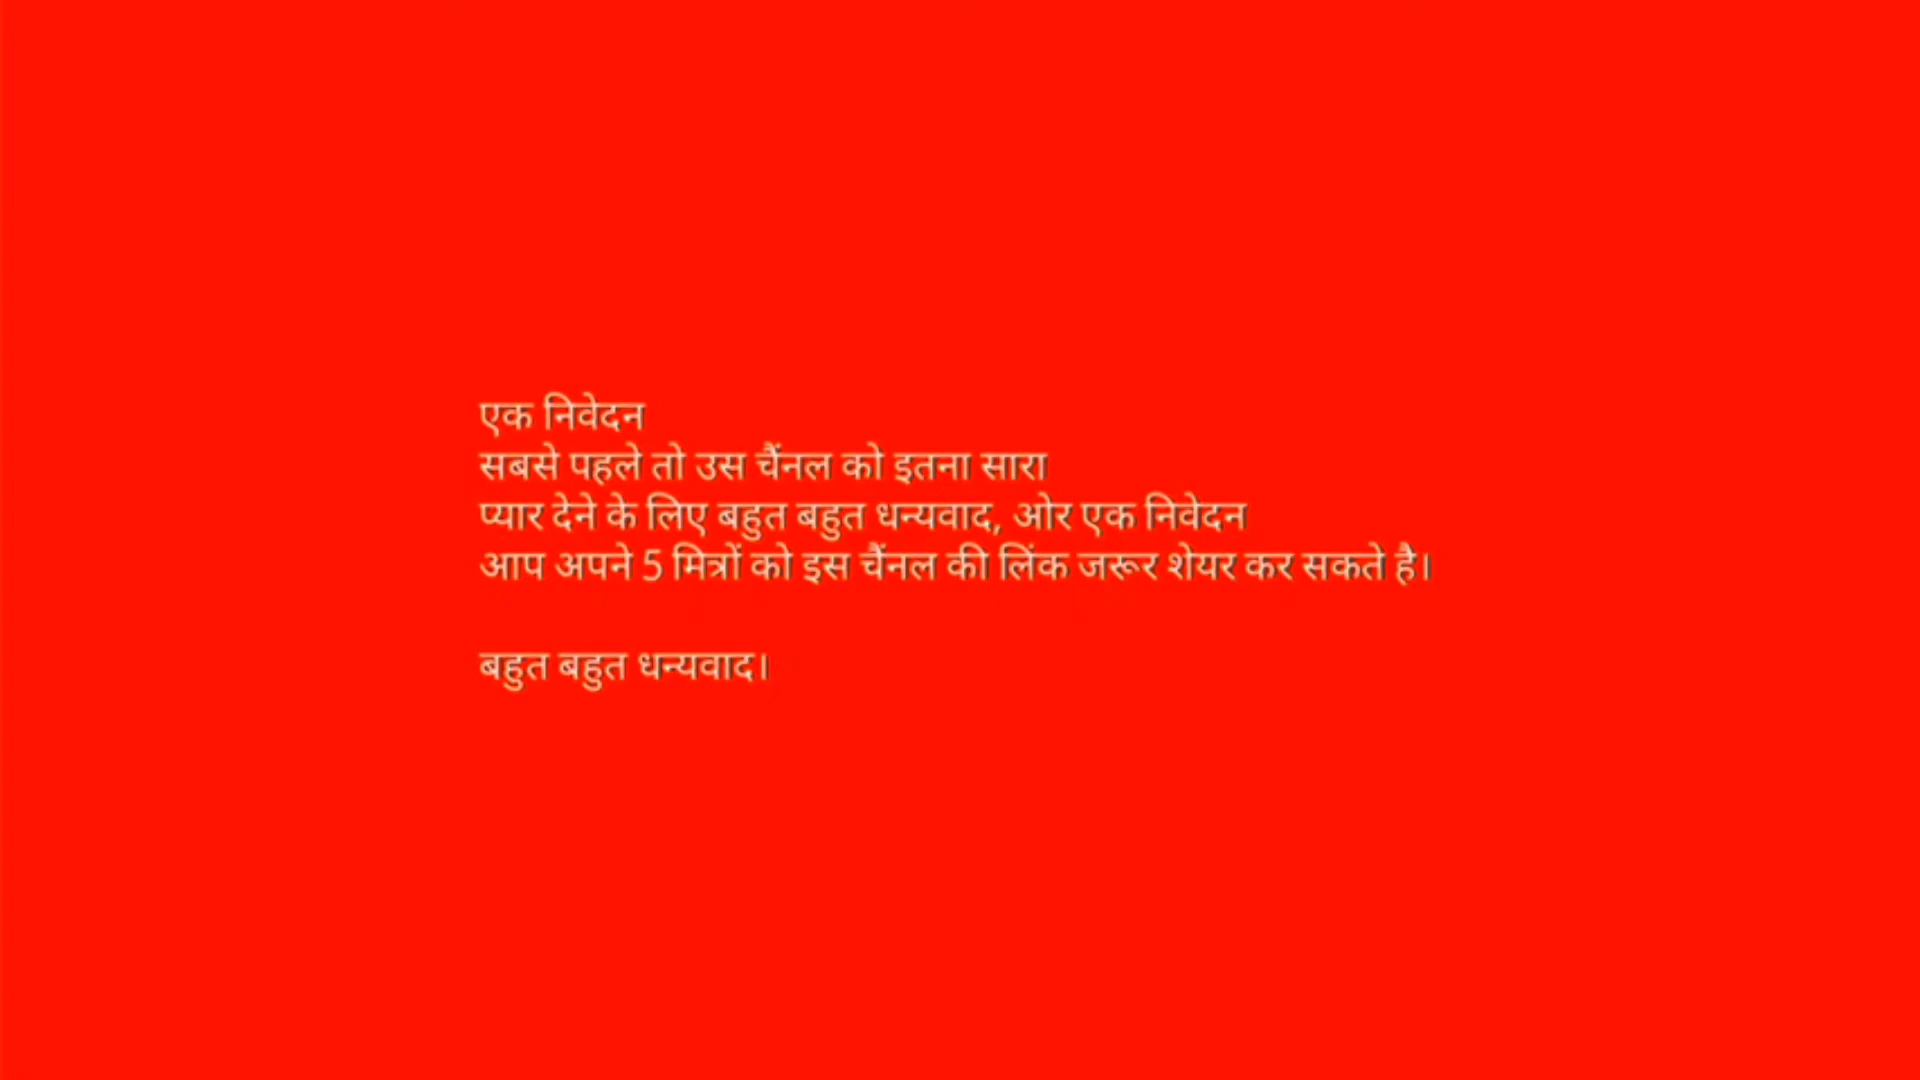 एक निवेदन
सबसे पहले तो उस चैंनल को इतना सारा
प्यार देने के लिए बहुत बहुत धन्यवाद, ओर एक निवेदन
आप अपने 5 मित्रों को इस चैंनल की लिंक जरूर शेयर कर सकते है।
बहुत बहुत धन्यवाद।